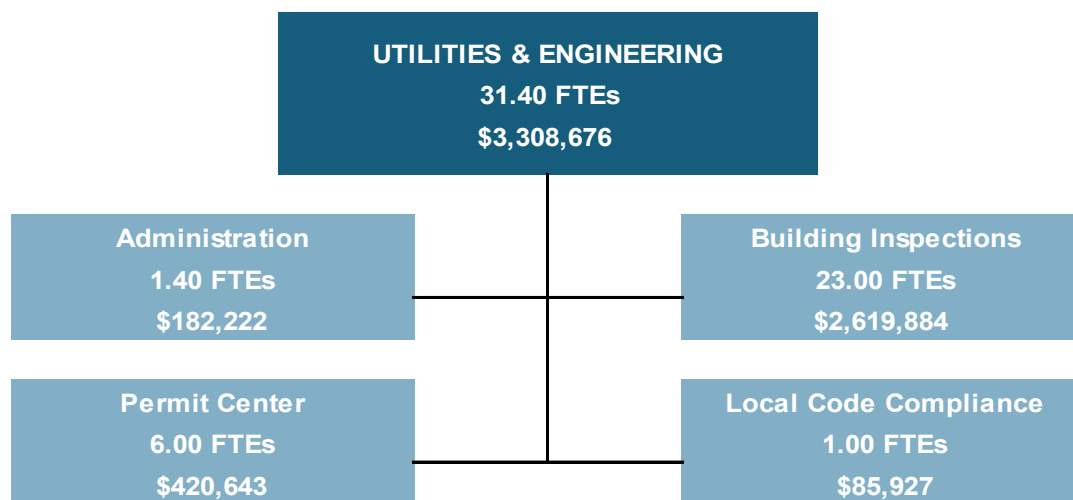 UTILITIES & ENGINEERING
31.40 FTEs
$3,308,676
Administration
1.40 FTEs
$182,222
Building Inspections
23.00 FTEs
$2,619,884
Permit Center
6.00 FTEs
$420,643
Local Code Compliance
1.00 FTEs
$85,927